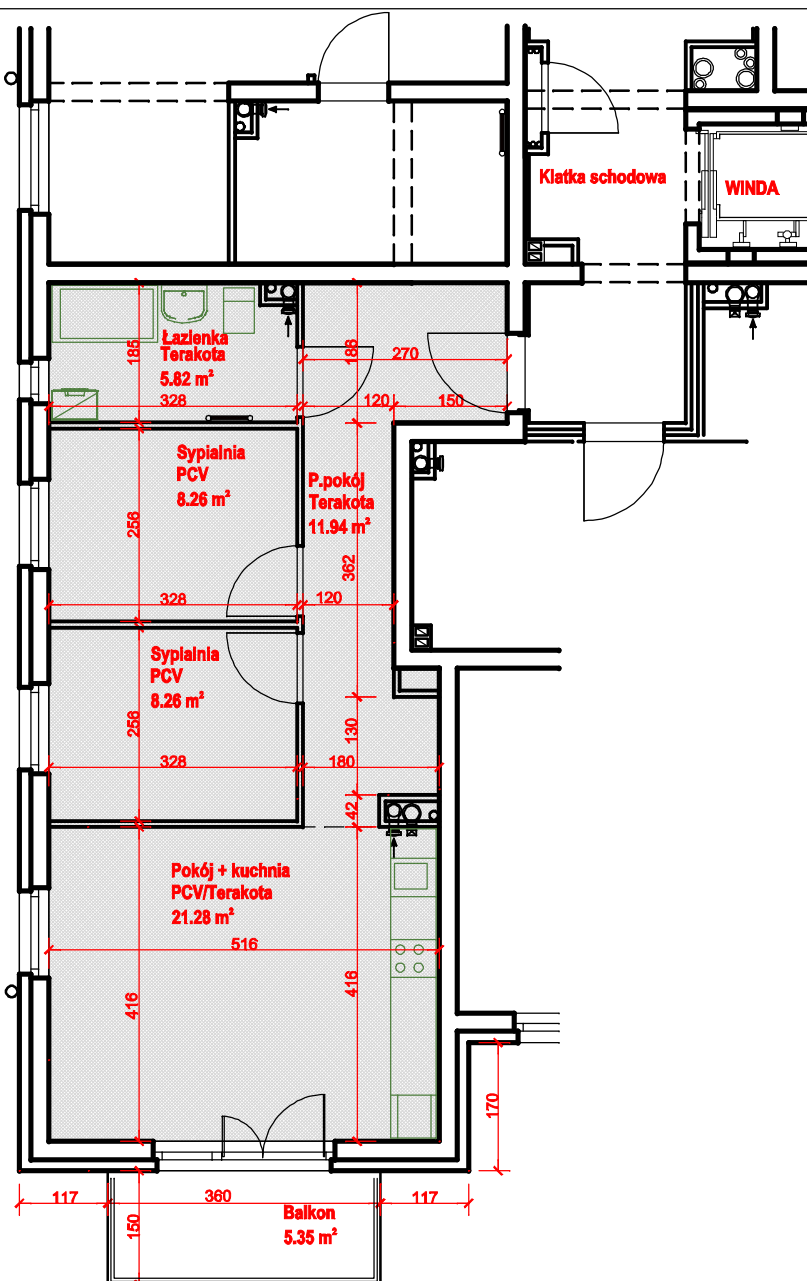 Klatka schodowa
WINDA
Łazienka
Terakota
5.82 m²
185
188
270
328
120
150
Sypialnia
PCV
8.26 m²
P.pokój
Terakota
11.94 m²
256
362
328
120
Sypialnia
PCV
8.26 m²
256
130
328
180
42
Pokój + kuchnia
PCV/Terakota
21.28 m²
516
416
416
170
117
360
117
Balkon
5.35 m²
150